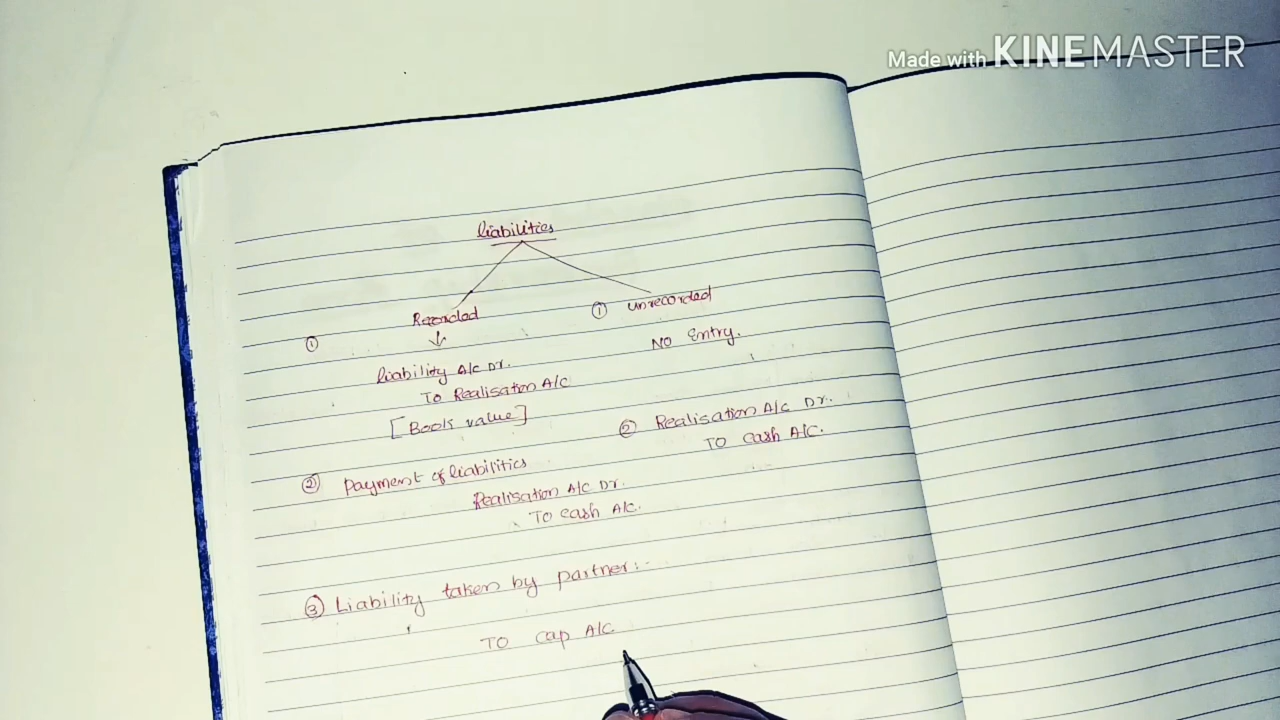 Made with KINEMASTER
liabilities
Recorded
① unrecorded
①
NO Entry.
liability A/c Dr.
To Realisation A/c
[Book value]
② Realisation A/c Dr.
TO cash A/c.
② payment of liabilities
Realisation A/c Dr.
To cash A/c.
③ Liability taken by partner:-
TO cap A/c